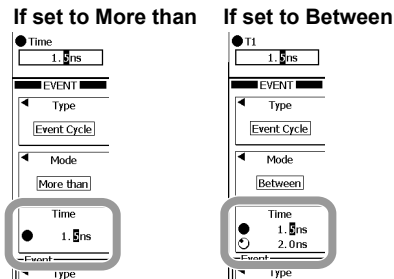 If set to More than
Time
1.5ns
EVENT
Type
Event Cycle
Mode
More than
Time
1.5ns
Event
Type
If set to Between
T1
1.5ns
EVENT
Type
Event Cycle
Mode
Between
Time
1.5ns
2.0ns
Event
Type